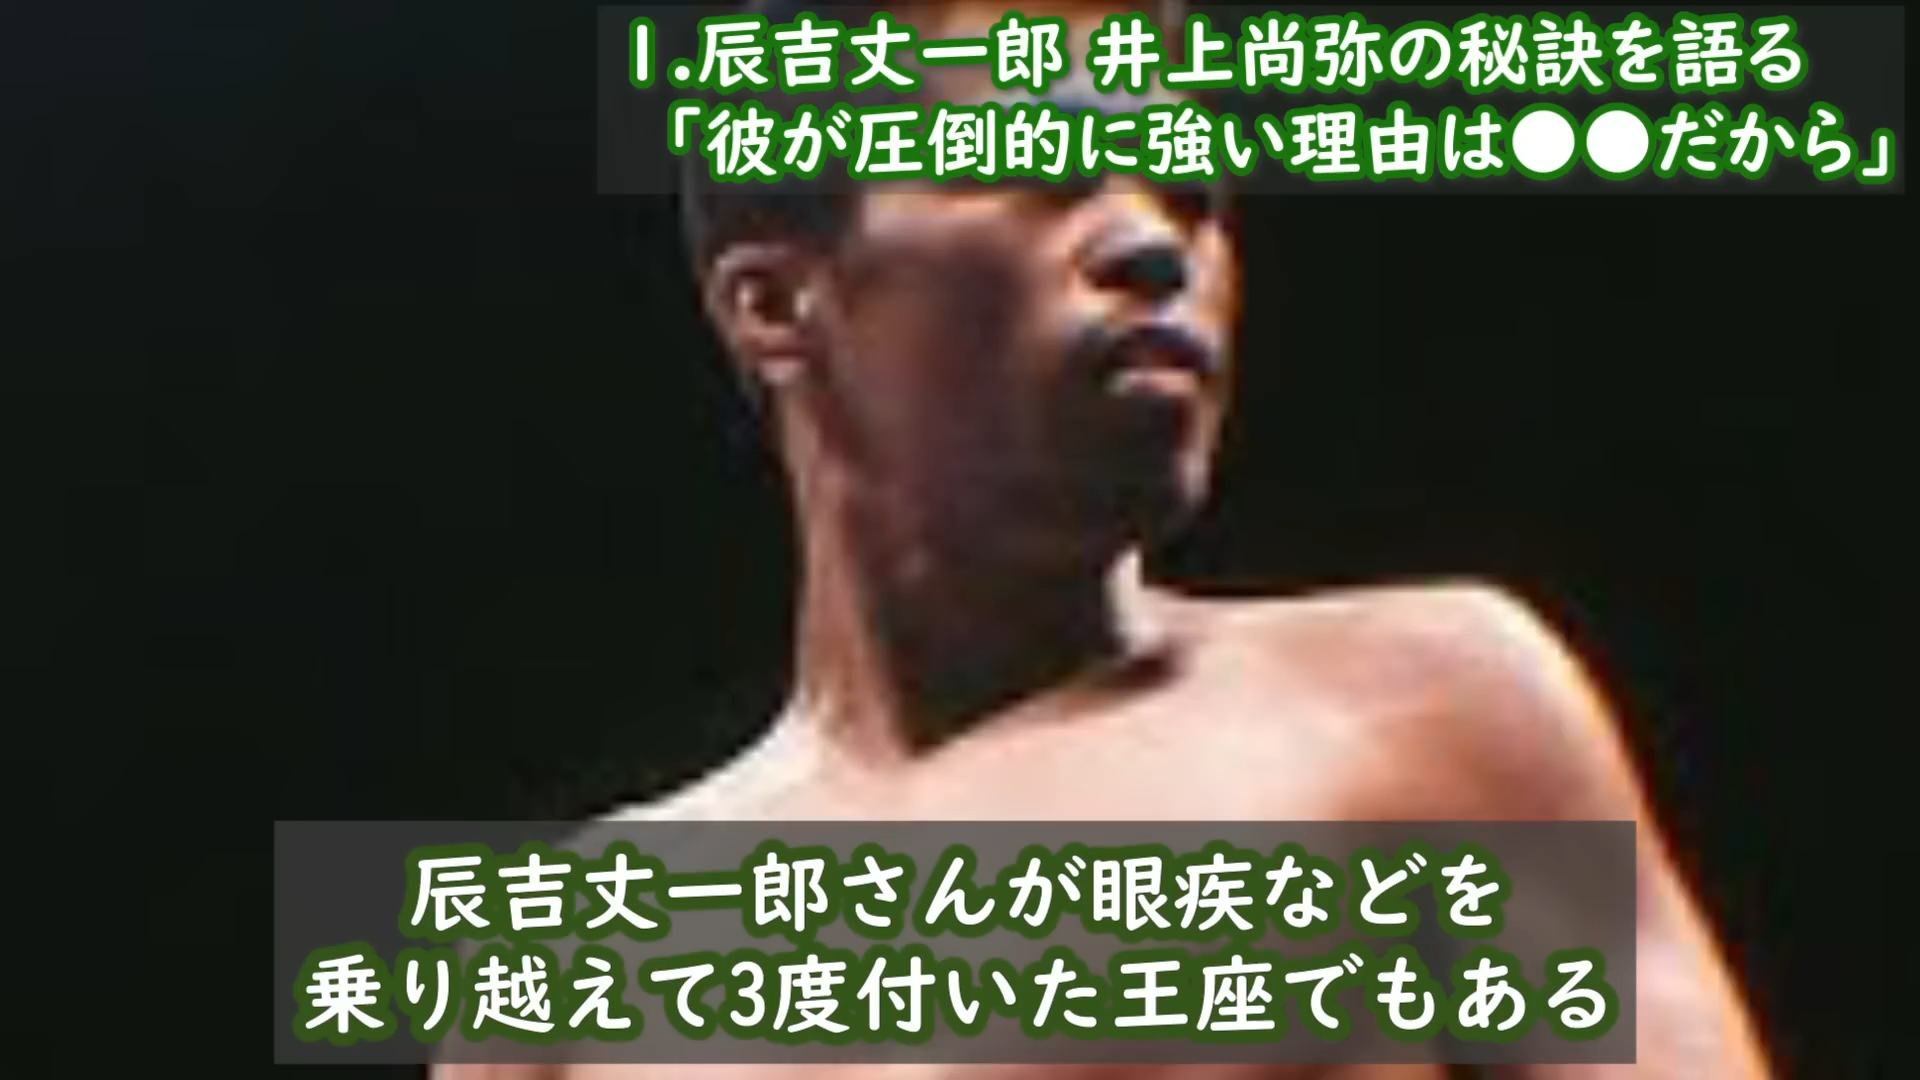 1.辰吉丈一郎 井上尚弥の秘訣を語る
「彼が圧倒的に強い理由は●●だから」
辰吉丈一郎さんが眼疾などを
乗り越えて3度付いた王座でもある